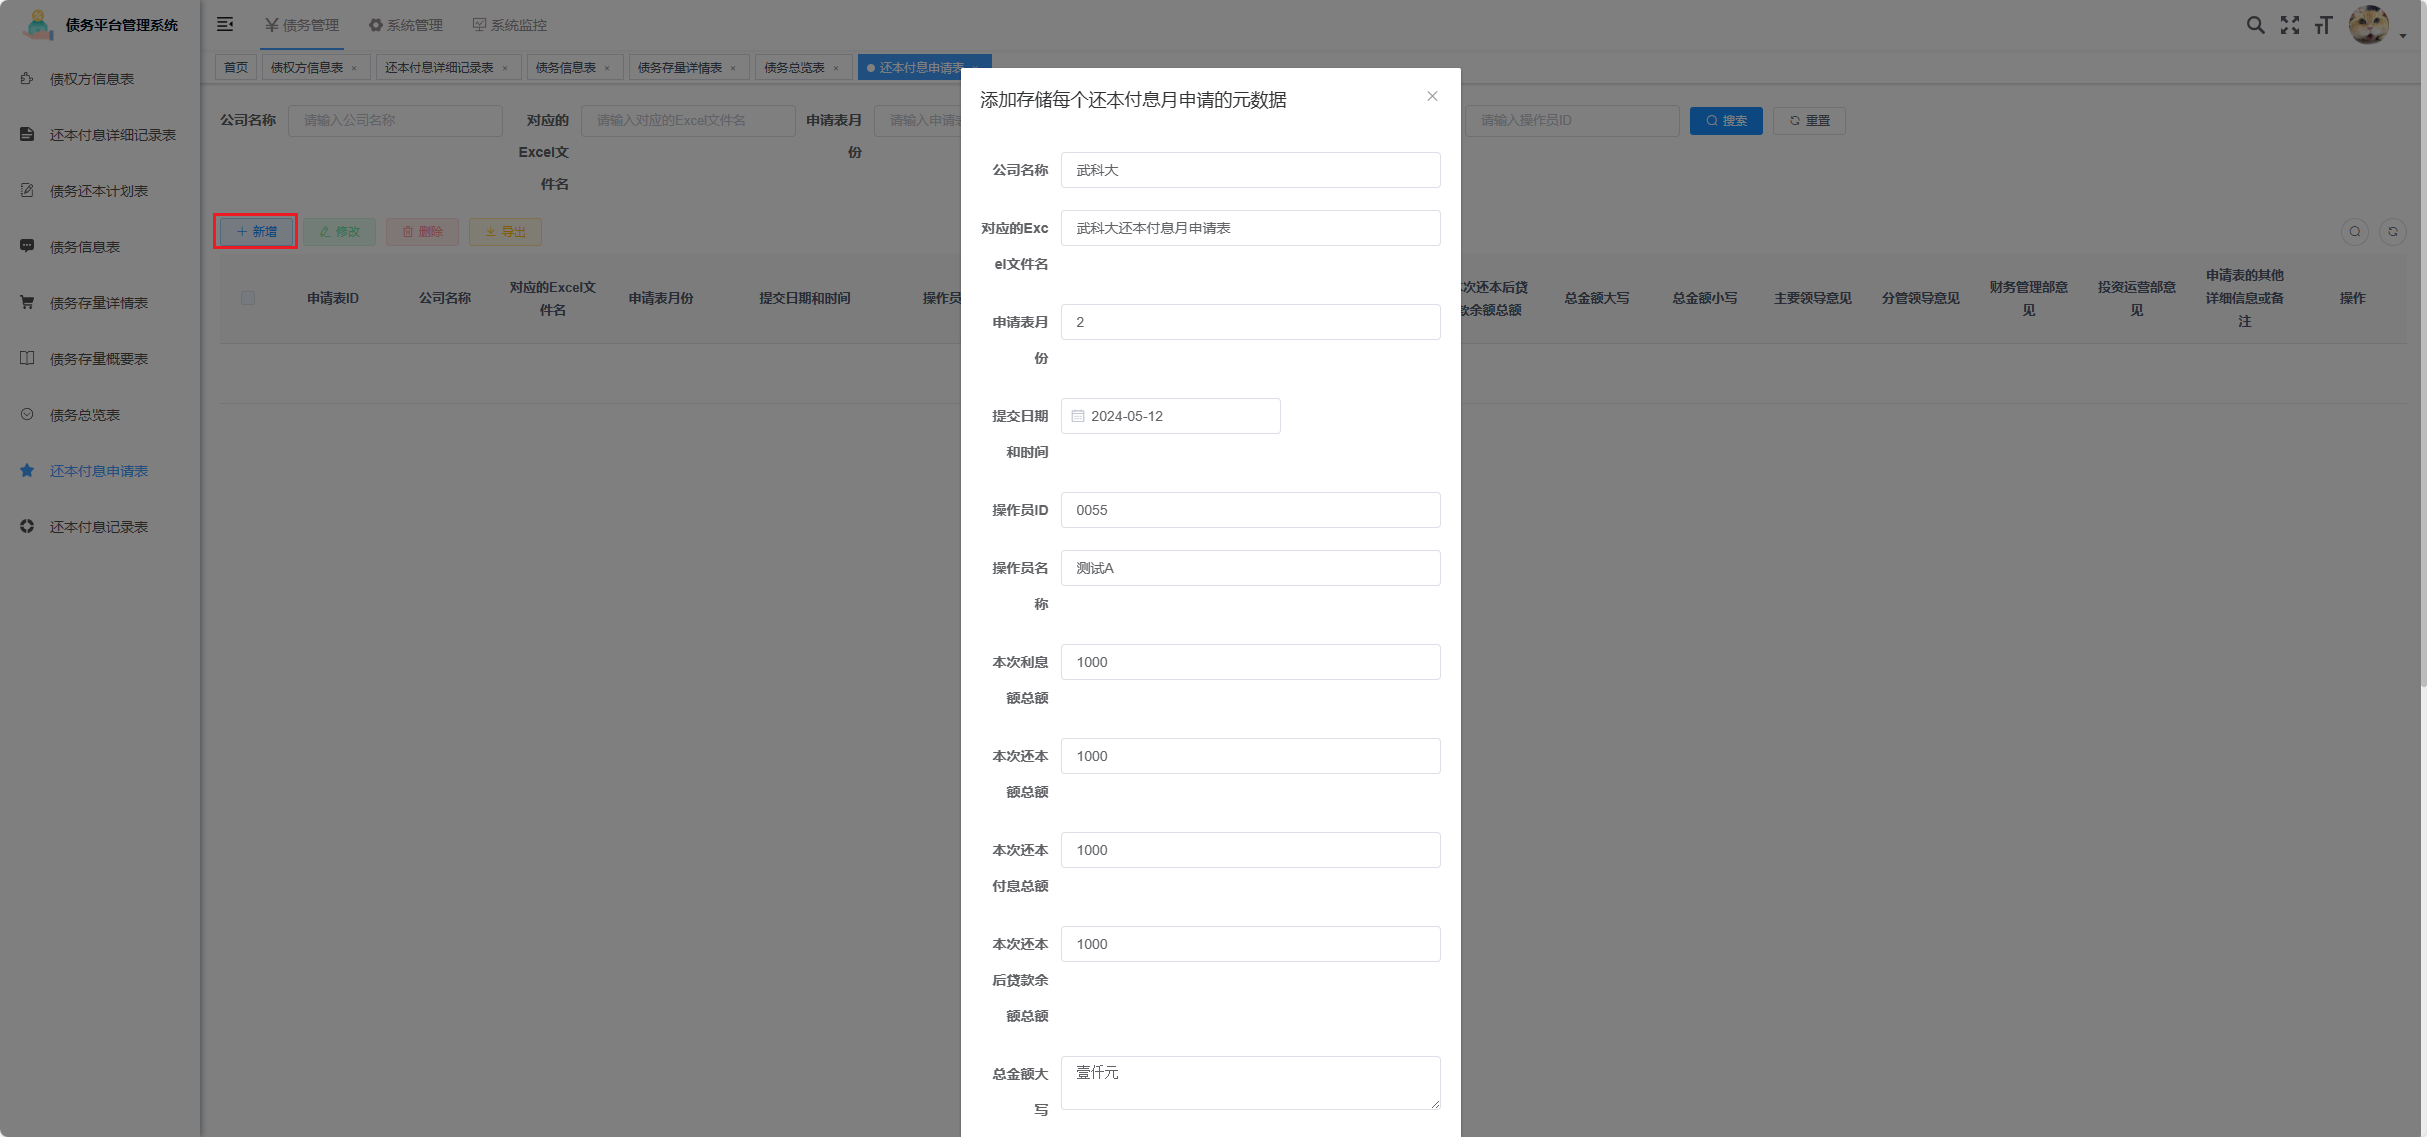 债务平台管理系统
债务管理
系统管理
系统监控
首页
债权方信息表 ×
还本付息详细记录表 ×
债务信息表 ×
债务存量详情表 ×
债务总览表 ×
还本付息申请表
债权方信息表
还本付息详细记录表
债务还本计划表
债务信息表
债务存量详情表
债务存量概要表
债务总览表
还本付息申请表
还本付息记录表
公司名称
请输入公司名称
对应的
Excel文
件名
请输入对应的Excel文件名
申请表月
份
请输入申请
请输入操作员ID
搜索
重置
新增
修改
删除
导出
申请表ID
公司名称
对应的Excel文
件名
申请表月份
提交日期和时间
操作员
次还本后贷
款余额总额
总金额大写
总金额小写
主要领导意见
分管领导意见
财务管理部意
见
投资运营部意
见
申请表的其他
详细信息或备
注
操作
添加存储每个还本付息月申请的元数据
公司名称
武科大
对应的Exc
el文件名
武科大还本付息月申请表
申请表月
份
2
提交日期
和时间
2024-05-12
操作员ID
0055
操作员名
称
测试A
本次利息
额总额
1000
本次还本
额总额
1000
本次还本
付息总额
1000
本次还本
后贷款余
额总额
1000
总金额大
写
壹仟元